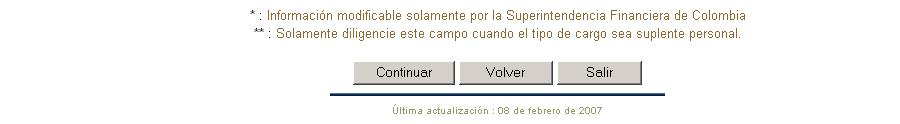 * : Información modificable solamente por la Superintendencia Financiera de Colombia
** : Solamente diligencie este campo cuando el tipo de cargo sea suplente personal.
Continuar Volver Salir
Última actualización : 08 de febrero de 2007